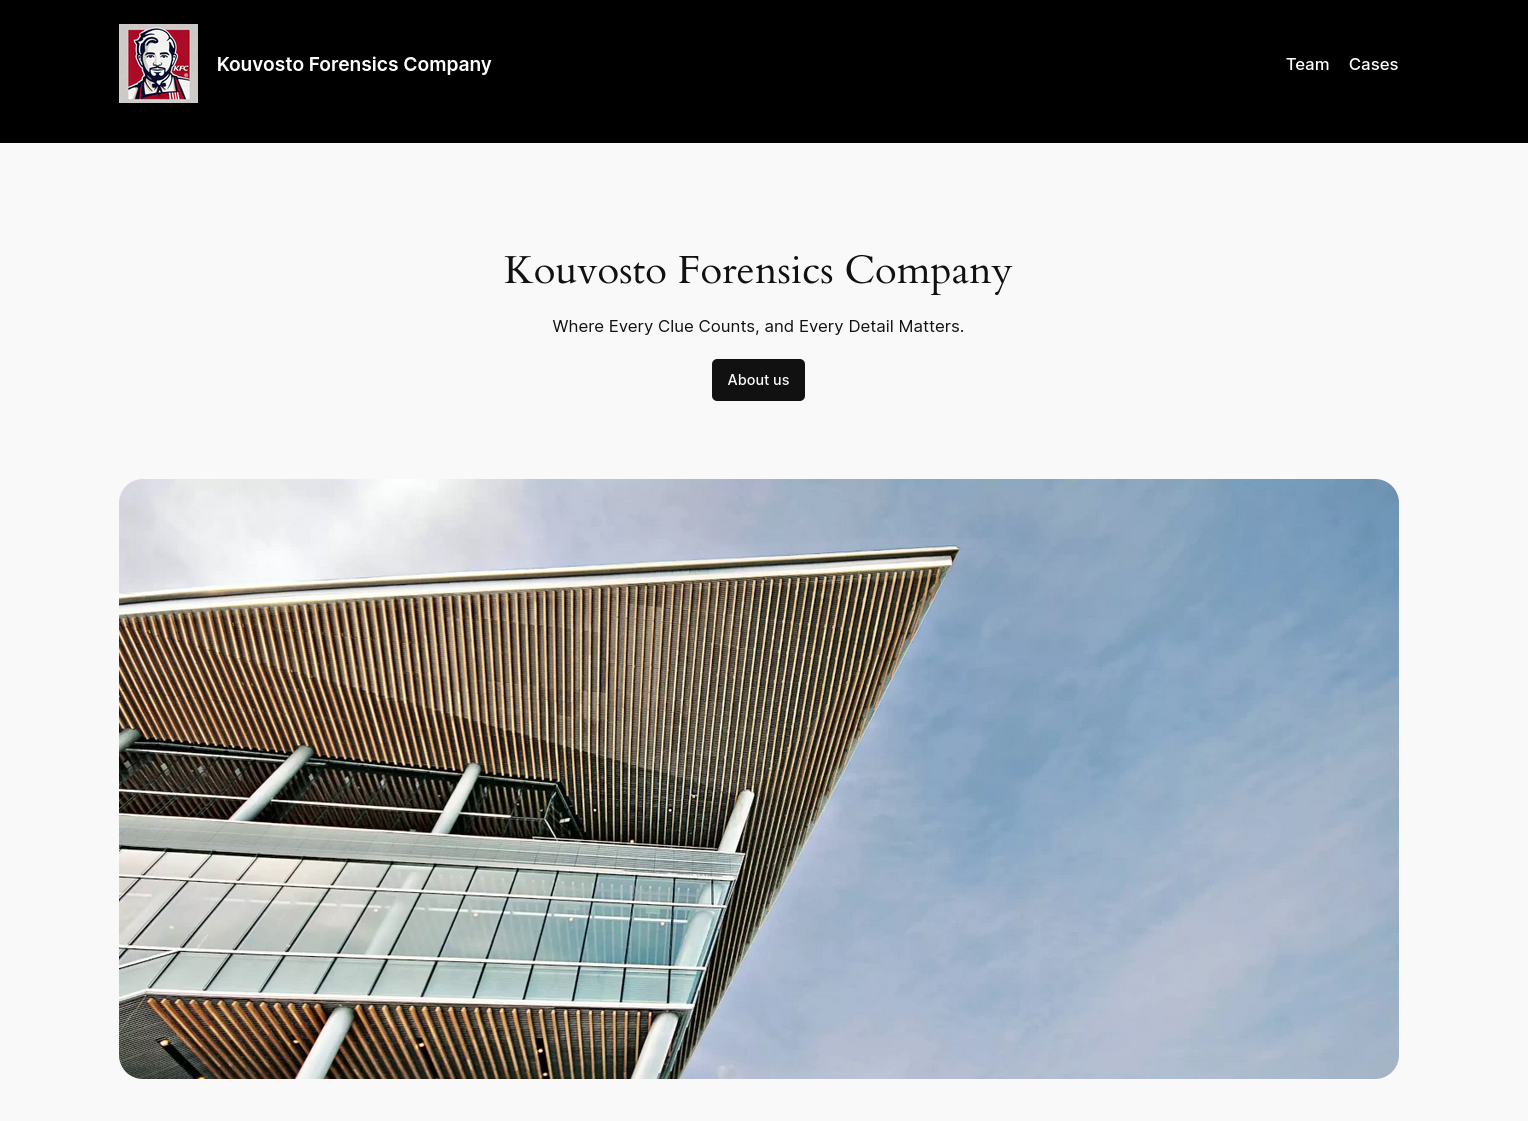 KFC
Kouvosto Forensics Company
Team
Cases
Kouvosto Forensics Company
Where Every Clue Counts, and Every Detail Matters.
About us